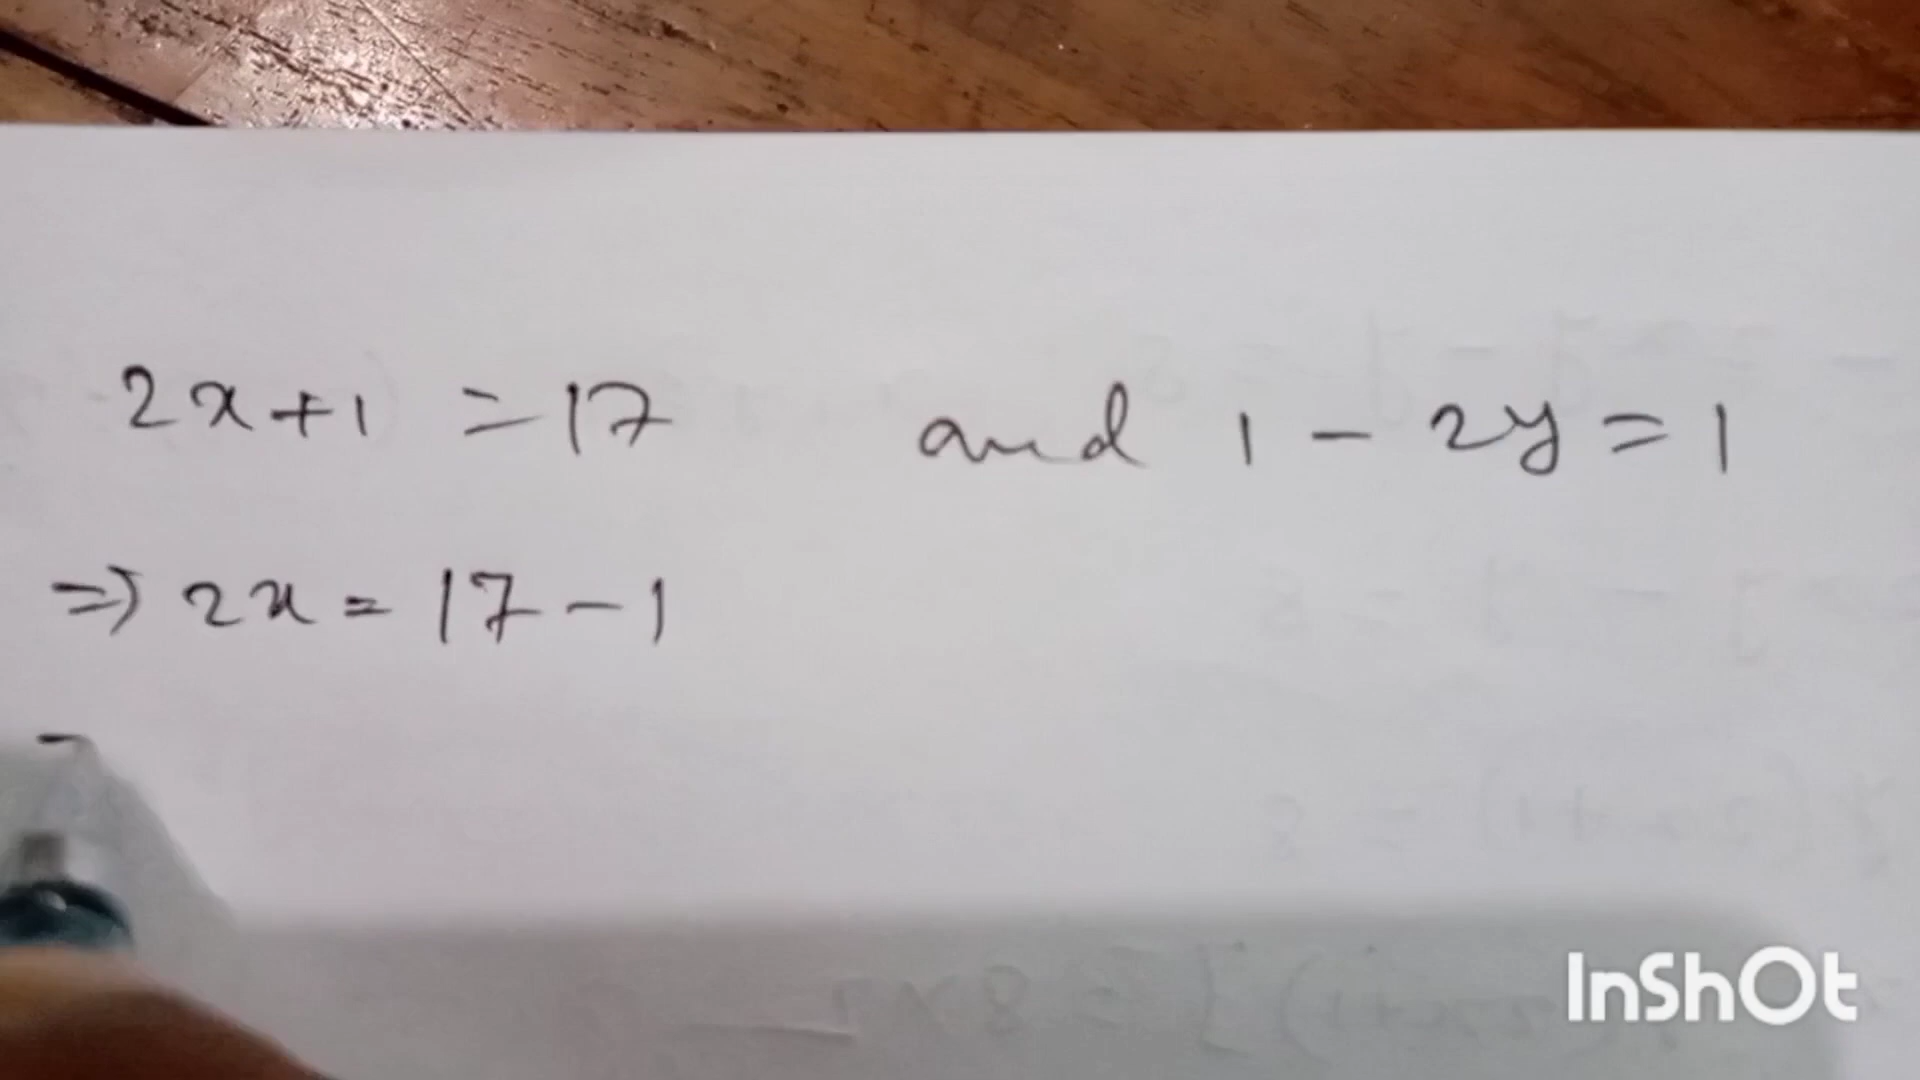 2x+1 = 17 and 1 - 2y = 1
⇒ 2x = 17 - 1
InShOt